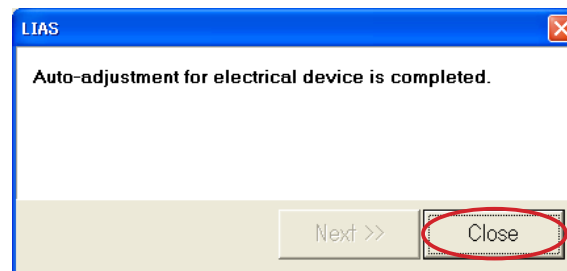 LIAS
Auto-adjustment for electrical device is completed.
Next >>
Close